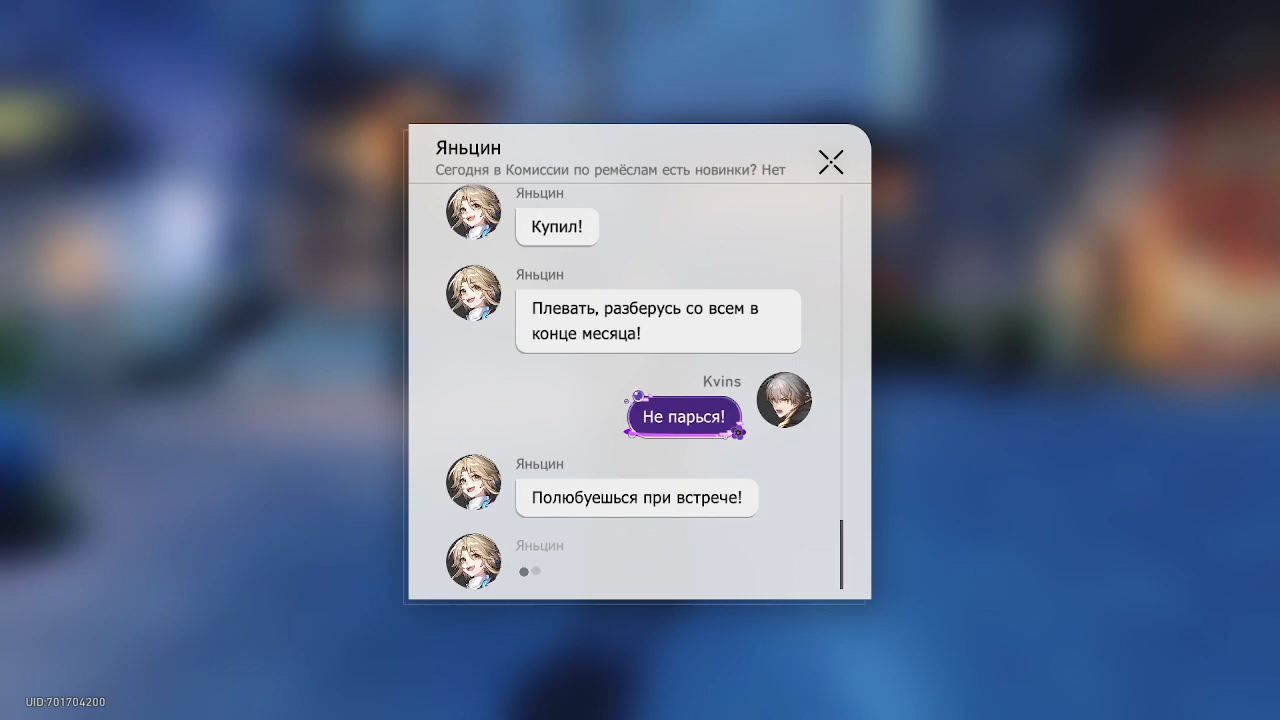 Яньцин
Сегодня в Комиссии по ремёслам есть новинки? Нет
Яньцин
Купил!
Яньцин
Плевать, разберусь со всем в
конце месяца!
Kvins
Не парься!
Яньцин
Полюбуешься при встрече!
Яньцин
UID:701704200